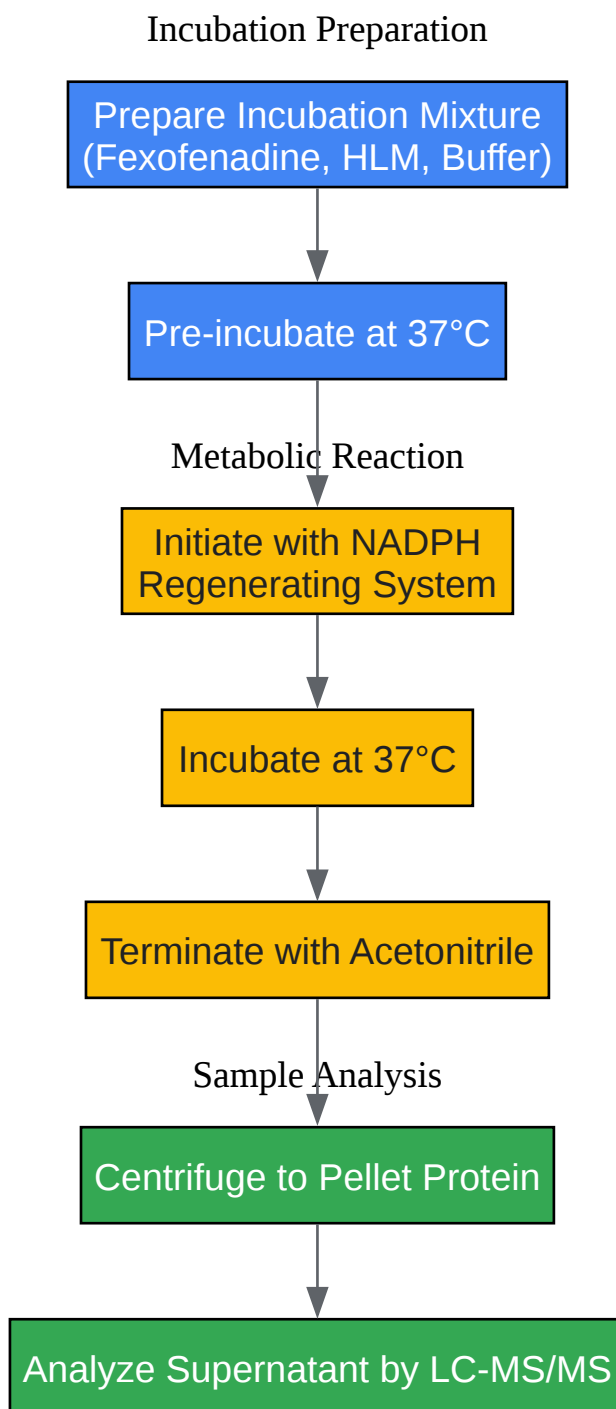 Incubation Preparation
Prepare Incubation Mixture
(Fexofenadine, HLM, Buffer)
Pre-incubate at 37°C
Metabolic Reaction
Initiate with NADPH
Regenerating System
Incubate at 37°C
Terminate with Acetonitrile
Sample Analysis
Centrifuge to Pellet Protein
Analyze Supernatant by LC-MS/MS